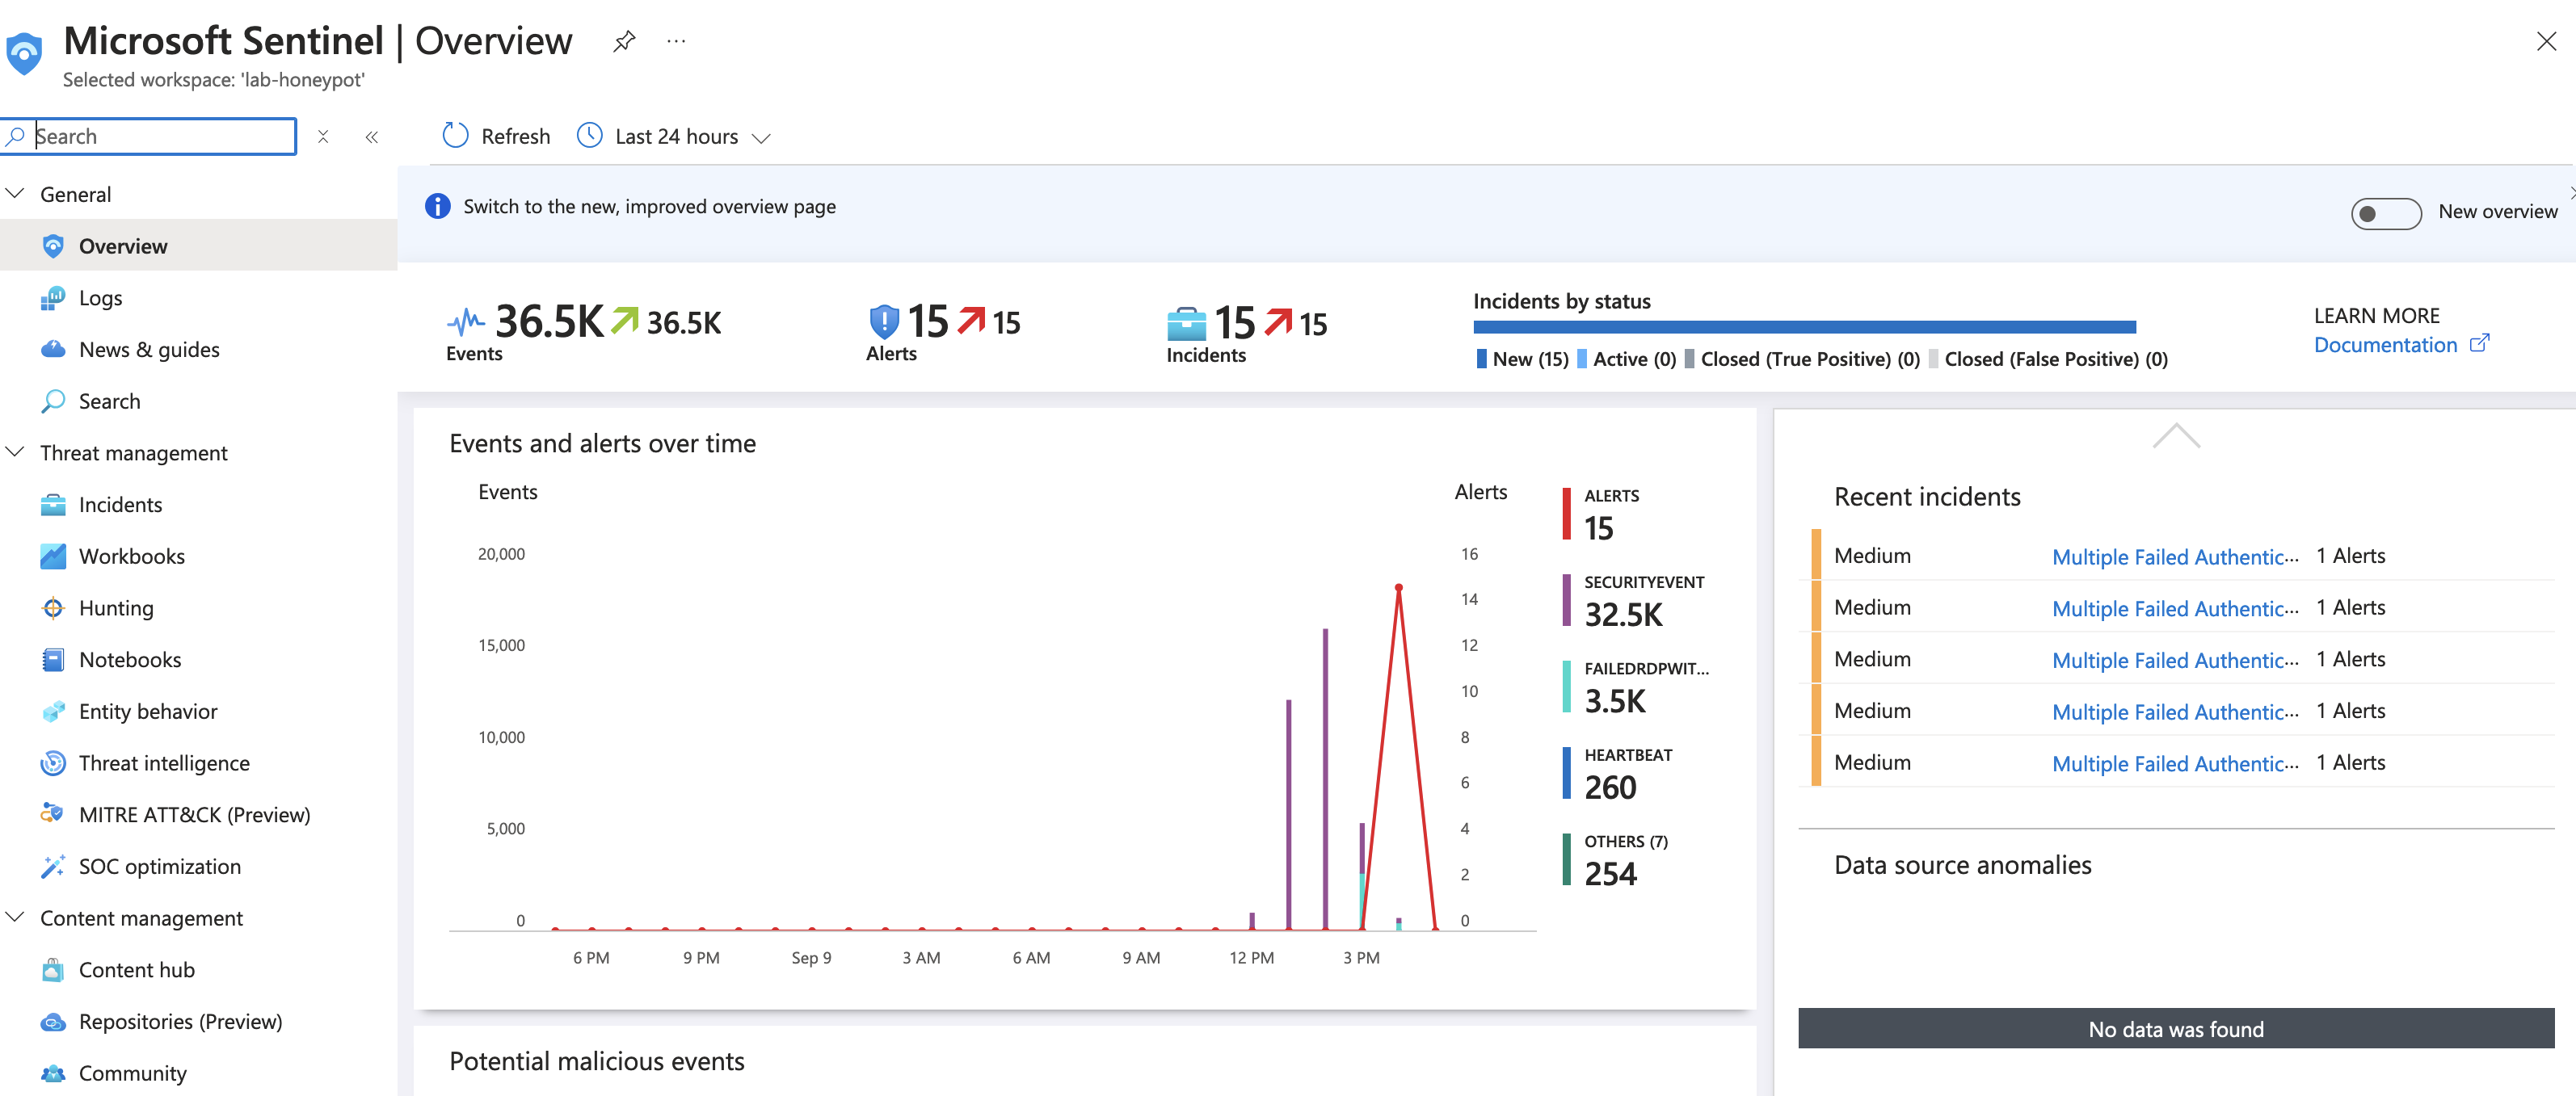 Microsoft Sentinel | Overview
Selected workspace: 'lab-honeypot'
Search
Refresh
Last 24 hours
General
Overview
Logs
News & guides
Search
Threat management
Incidents
Workbooks
Hunting
Notebooks
Entity behavior
Threat intelligence
MITRE ATT&CK (Preview)
SOC optimization
Content management
Content hub
Repositories (Preview)
Community
Switch to the new, improved overview page
New overview
36.5K 36.5K
Events
15 15
Alerts
15 15
Incidents
Incidents by status
New (15) Active (0) Closed (True Positive) (0) Closed (False Positive) (0)
LEARN MORE
Documentation
Events and alerts over time
Events
Alerts
20,000
15,000
10,000
5,000
0
16
14
12
10
8
6
4
2
0
6 PM 9 PM Sep 9 3 AM 6 AM 9 AM 12 PM 3 PM
ALERTS
15
SECURITYEVENT
32.5K
FAILEDRDPWIT...
3.5K
HEARTBEAT
260
OTHERS (7)
254
Recent incidents
Medium Multiple Failed Authentic... 1 Alerts
Medium Multiple Failed Authentic... 1 Alerts
Medium Multiple Failed Authentic... 1 Alerts
Medium Multiple Failed Authentic... 1 Alerts
Medium Multiple Failed Authentic... 1 Alerts
Data source anomalies
No data was found
Potential malicious events